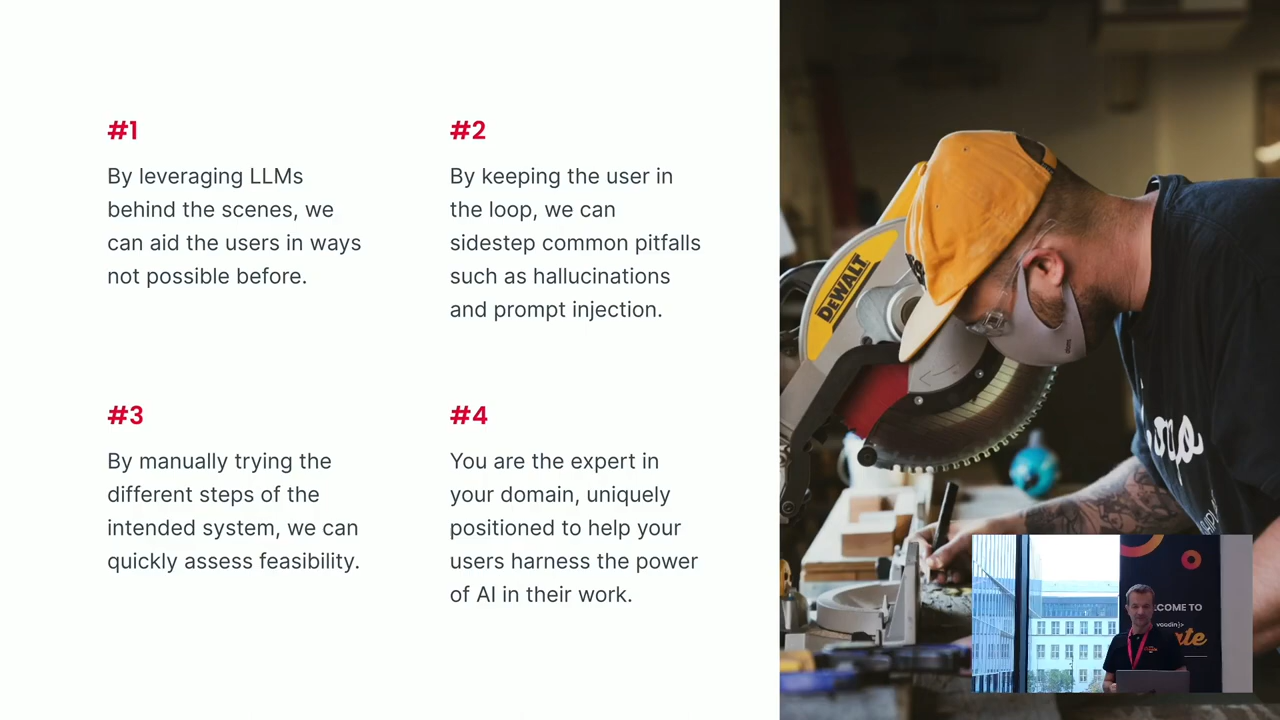 #1
By leveraging LLMs
behind the scenes, we
can aid the users in ways
not possible before.
#2
By keeping the user in
the loop, we can
sidestep common pitfalls
such as hallucinations
and prompt injection.
#3
By manually trying the
different steps of the
intended system, we can
quickly assess feasibility.
#4
You are the expert in
your domain, uniquely
positioned to help your
users harness the power
of AI in their work.
DEWALT
COME TO
vaadin}>